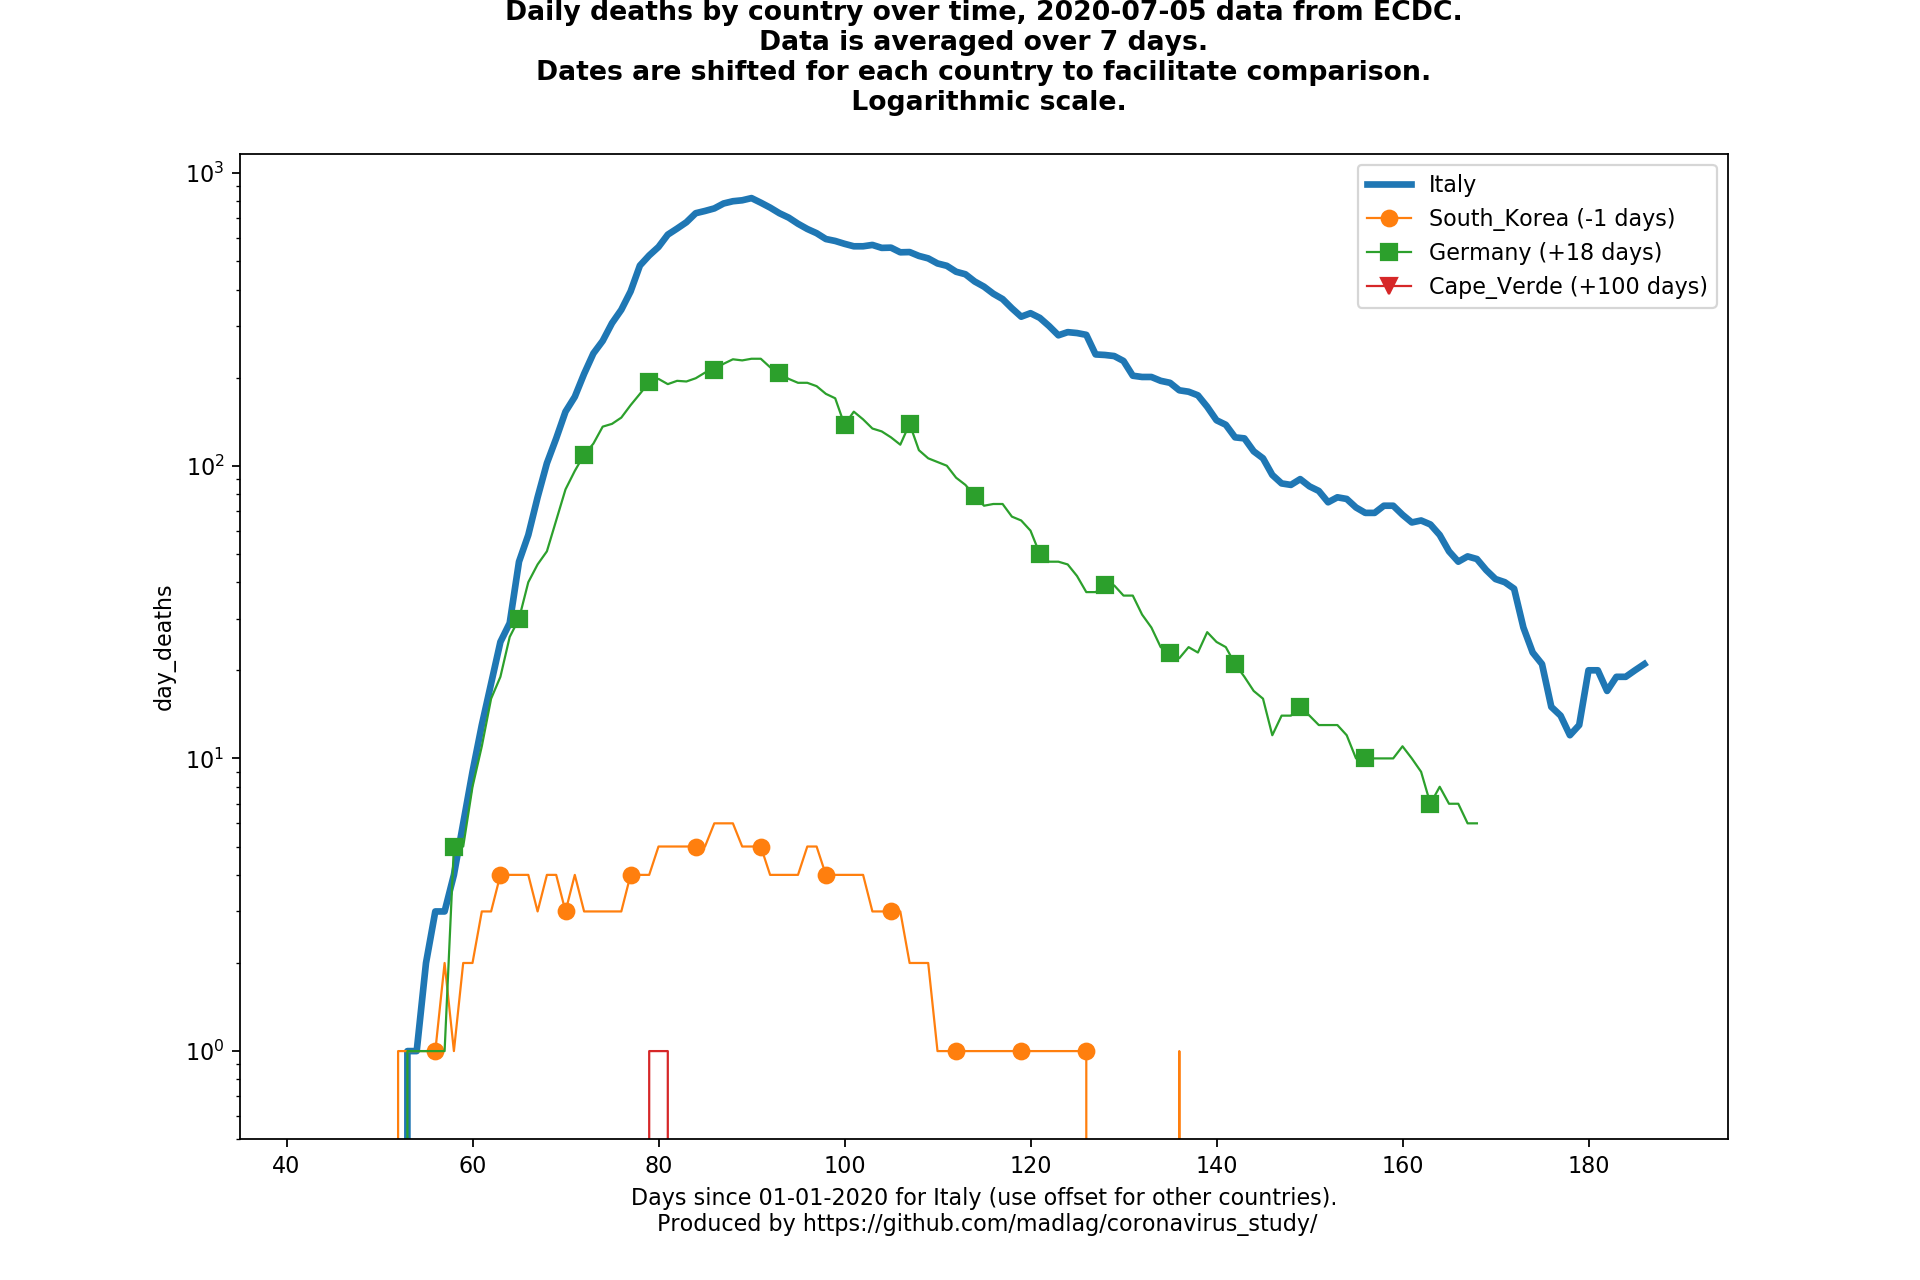 Daily deaths by country over time, 2020-07-05 data from ECDC.
Data is averaged over 7 days.
Dates are shifted for each country to facilitate comparison.
Logarithmic scale.
10³
10²
10¹
10⁰
day_deaths
Italy
South_Korea (-1 days)
Germany (+18 days)
Cape_Verde (+100 days)
40 60 80 100 120 140 160 180
Days since 01-01-2020 for Italy (use offset for other countries).
Produced by https://github.com/madlag/coronavirus_study/